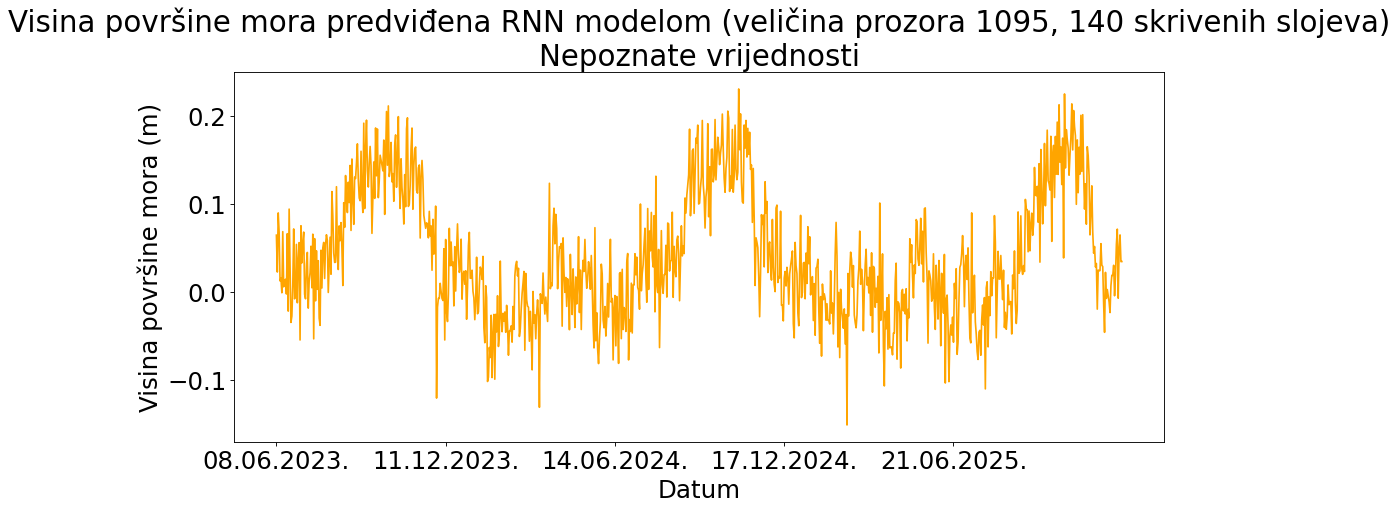 Visina površine mora predviđena RNN modelom (veličina prozora 1095, 140 skrivenih slojeva)
Nepoznate vrijednosti
Visina površine mora (m)
0.2
0.1
0.0
−0.1
08.06.2023. 11.12.2023. 14.06.2024. 17.12.2024. 21.06.2025.
Datum